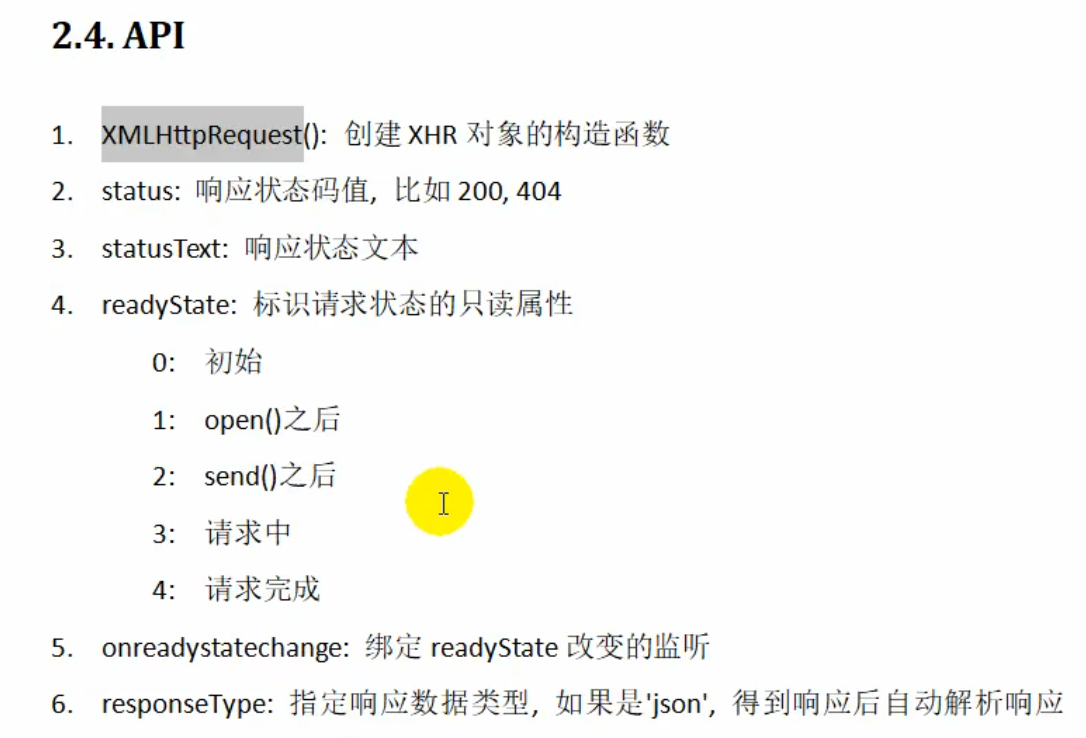 2.4. API
1. XMLHttpRequest(): 创建 XHR 对象的构造函数
2. status: 响应状态码值, 比如 200, 404
3. statusText: 响应状态文本
4. readyState: 标识请求状态的只读属性
0: 初始
1: open()之后
2: send()之后
3: 请求中
4: 请求完成
5. onreadystatechange: 绑定 readyState 改变的监听
6. responseType: 指定响应数据类型, 如果是'json', 得到响应后自动解析响应